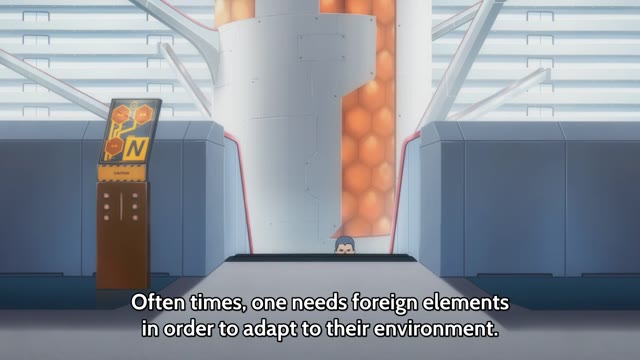 N
Often times, one needs foreign elements
in order to adapt to their environment.